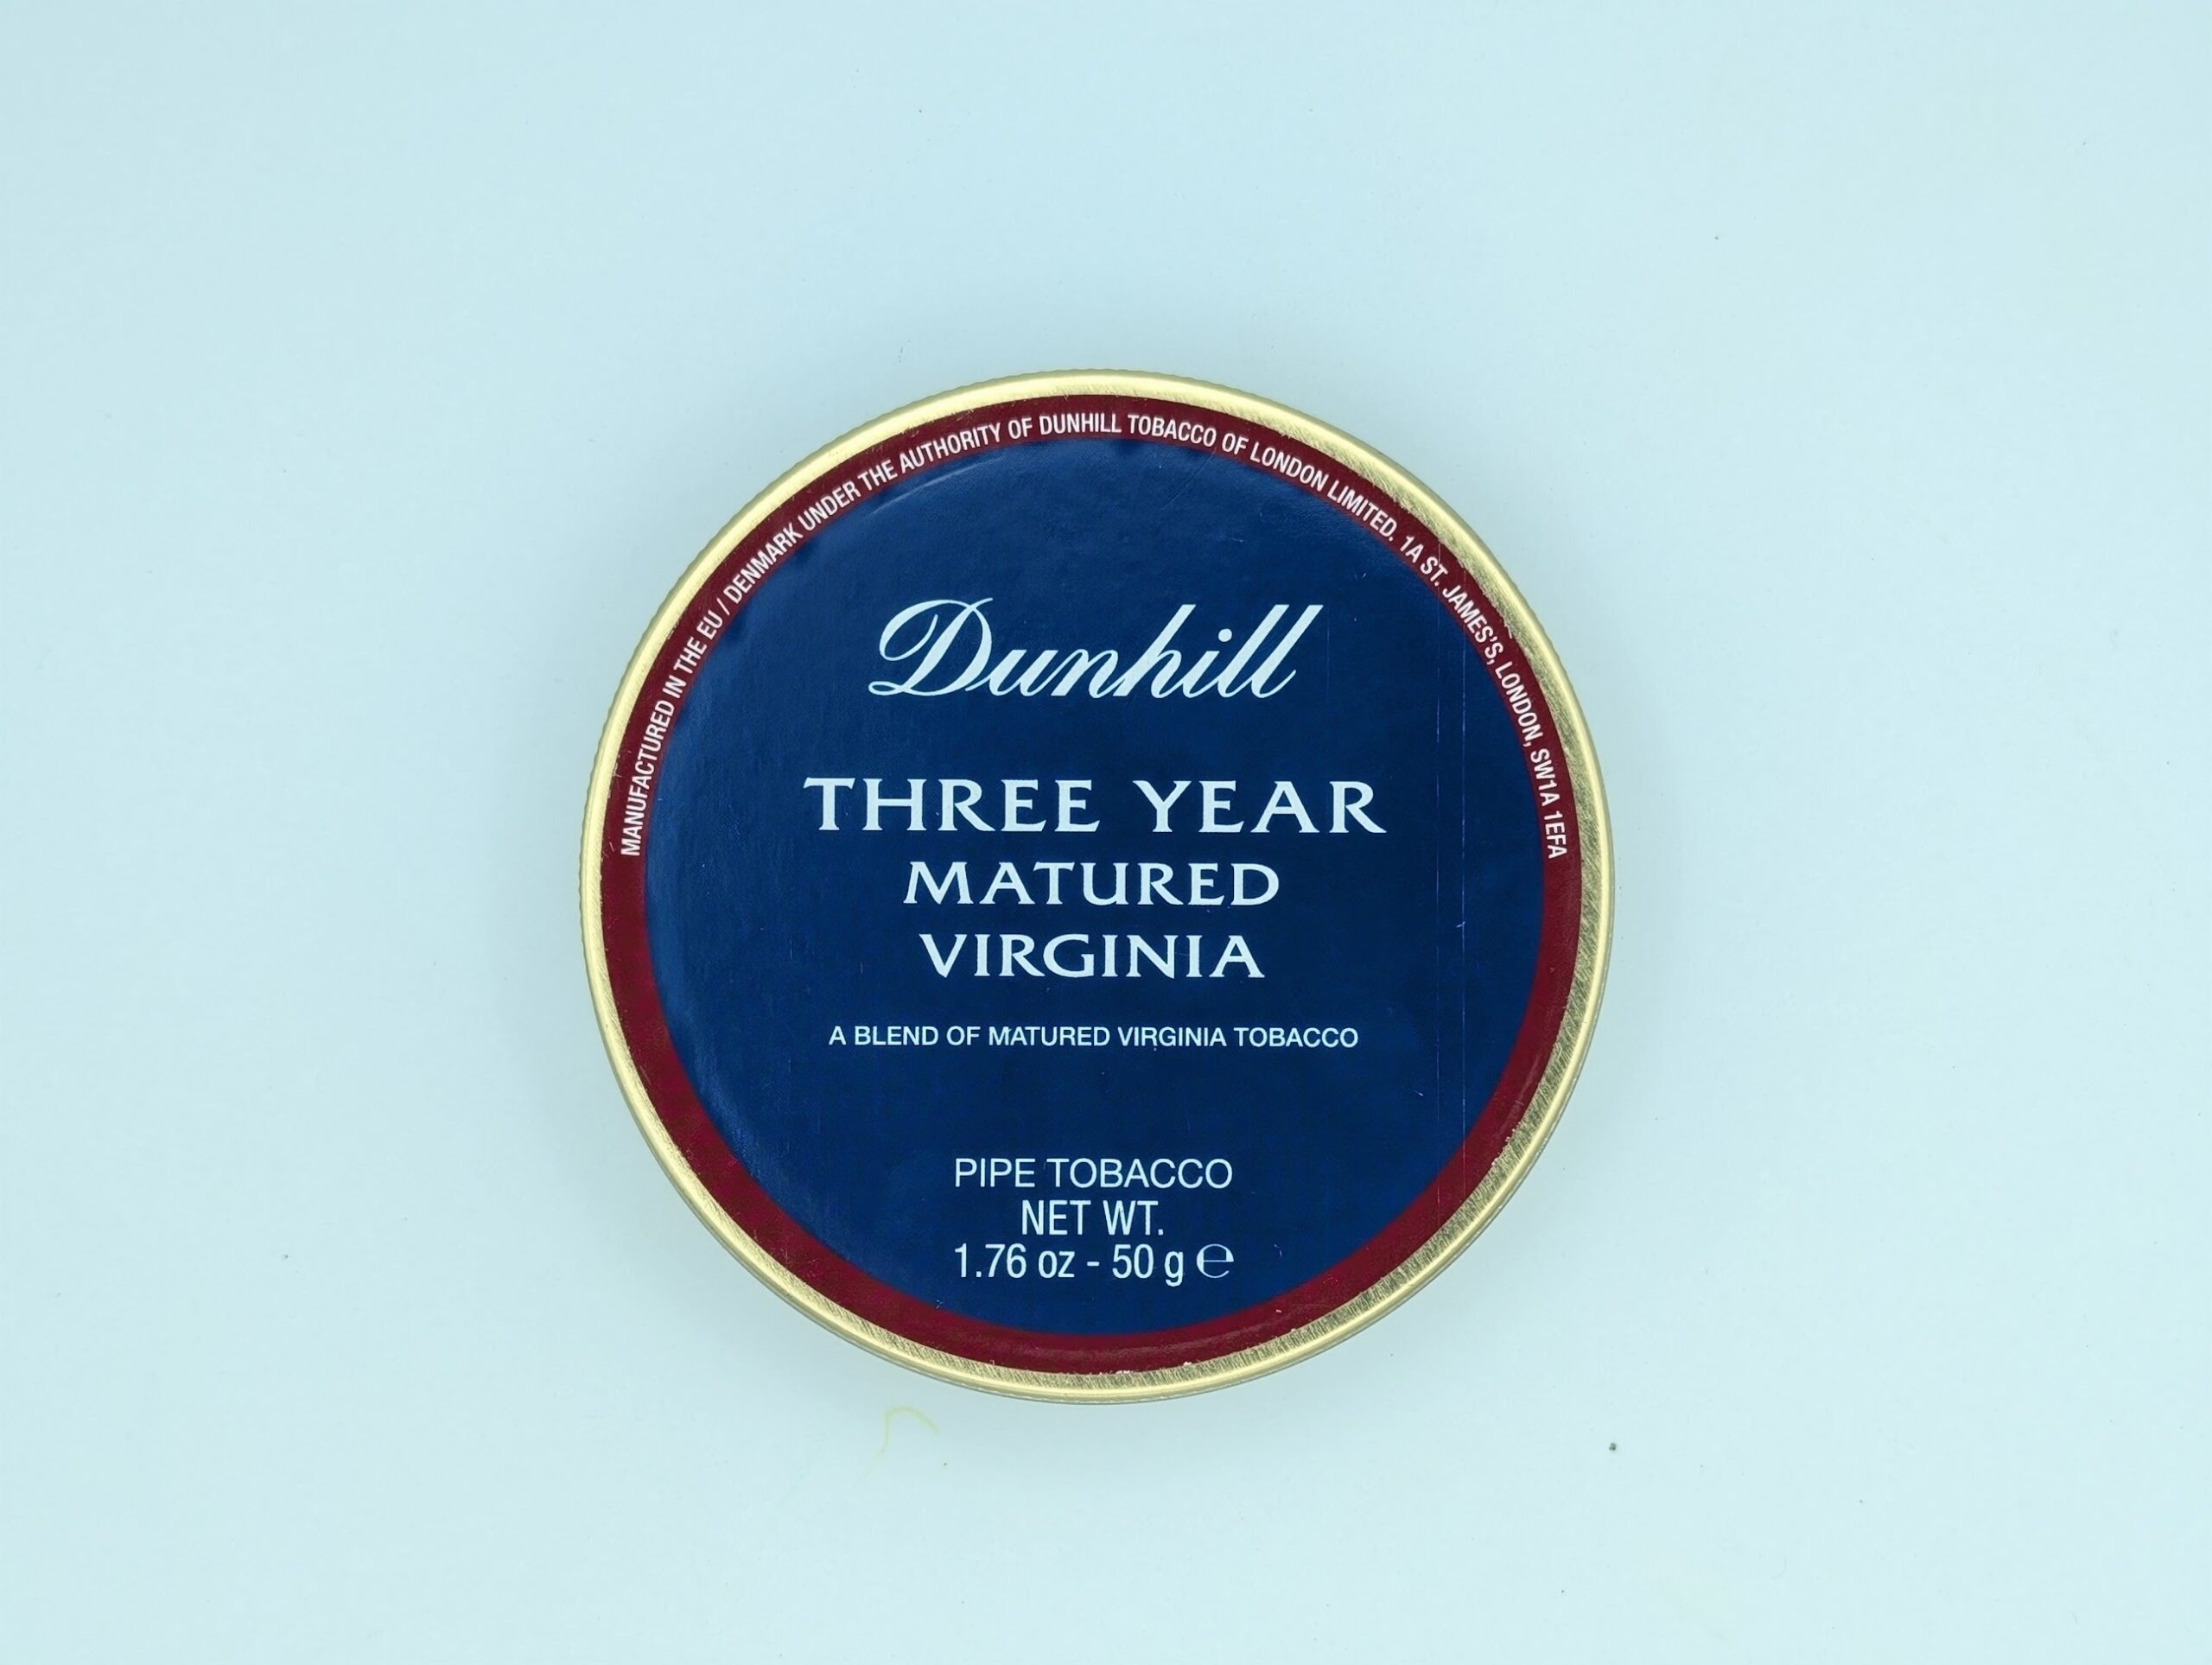 MANUFACTURED IN THE EU / DENMARK UNDER THE AUTHORITY OF DUNHILL TOBACCO OF LONDON LIMITED. 1A ST. JAMES'S, LONDON, SW1A 1EFA
Dunhill
THREE YEAR
MATURED
VIRGINIA
A BLEND OF MATURED VIRGINIA TOBACCO
PIPE TOBACCO
NET WT.
1.76 oz - 50 g ℮